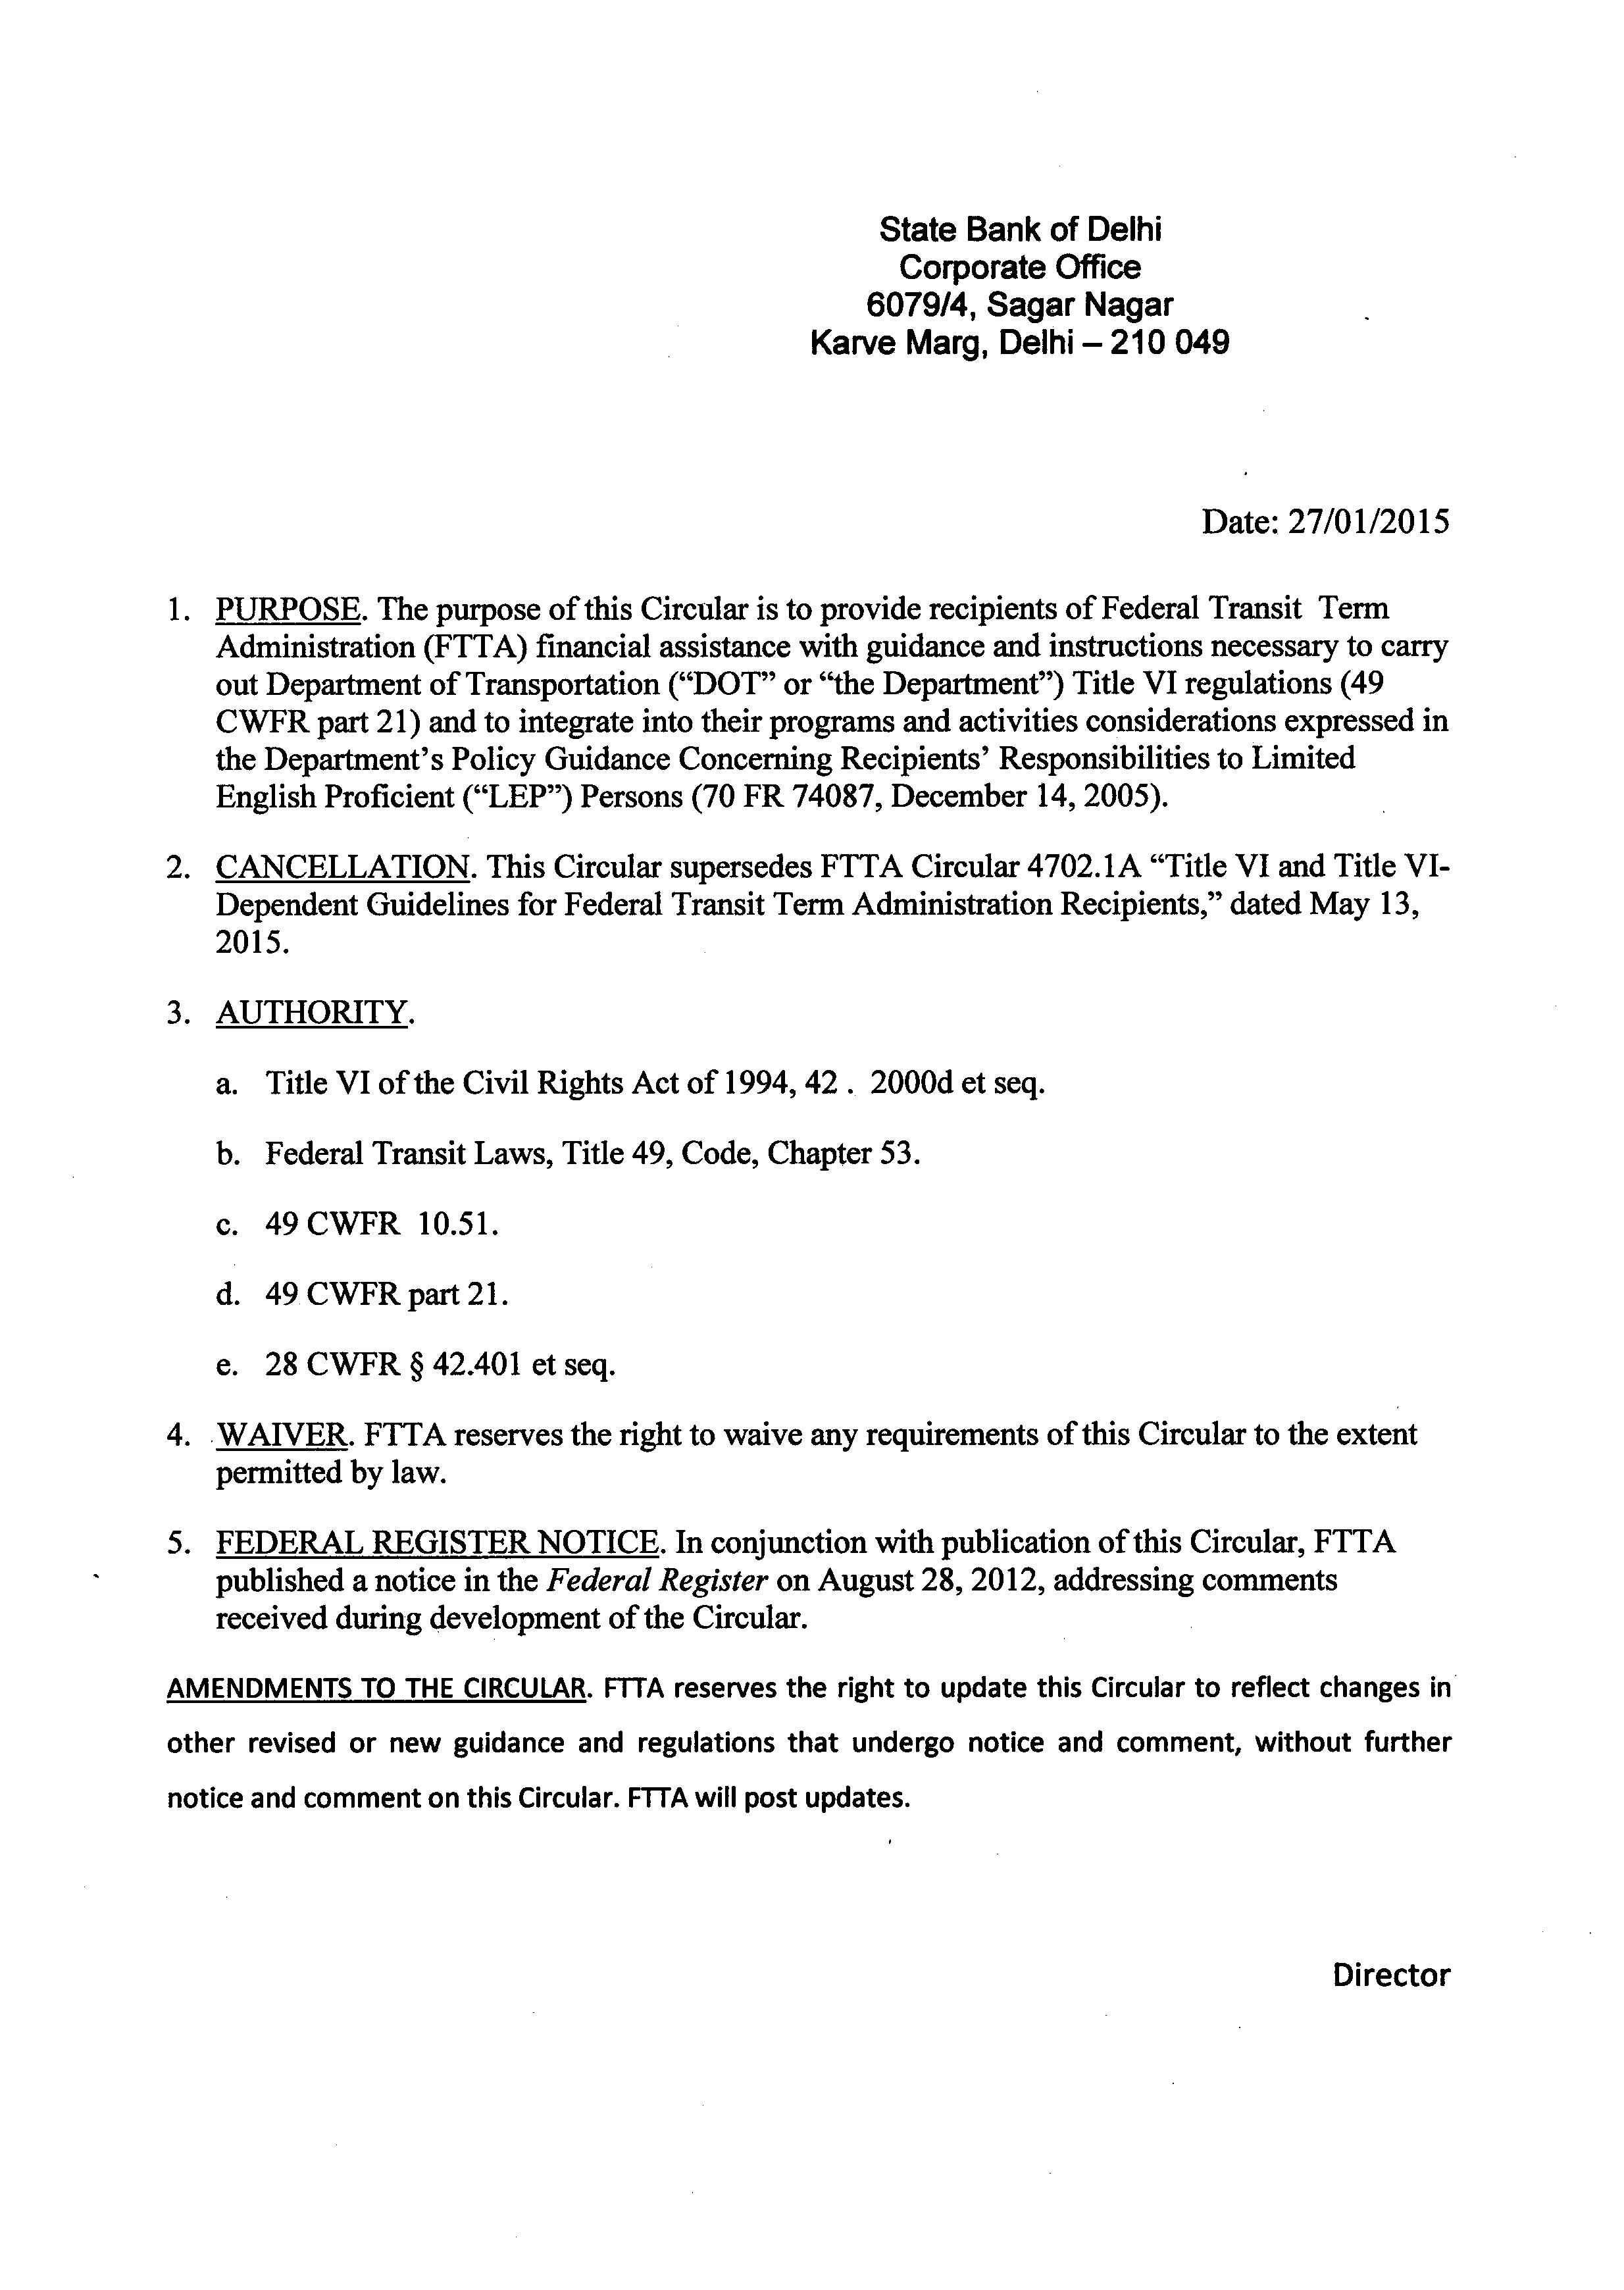 State Bank of Delhi
Corporate Office
6079/4, Sagar Nagar
Karve Marg, Delhi – 210 049
Date: 27/01/2015
1. PURPOSE. The purpose of this Circular is to provide recipients of Federal Transit Term
Administration (FTTA) financial assistance with guidance and instructions necessary to carry
out Department of Transportation (“DOT” or “the Department”) Title VI regulations (49
CWFR part 21) and to integrate into their programs and activities considerations expressed in
the Department’s Policy Guidance Concerning Recipients’ Responsibilities to Limited
English Proficient (“LEP”) Persons (70 FR 74087, December 14, 2005).
2. CANCELLATION. This Circular supersedes FTTA Circular 4702.1A “Title VI and Title VI-
Dependent Guidelines for Federal Transit Term Administration Recipients,” dated May 13,
2015.
3. AUTHORITY.
a. Title VI of the Civil Rights Act of 1994, 42 . 2000d et seq.
b. Federal Transit Laws, Title 49, Code, Chapter 53.
c. 49 CWFR 10.51.
d. 49 CWFR part 21.
e. 28 CWFR § 42.401 et seq.
4. WAIVER. FTTA reserves the right to waive any requirements of this Circular to the extent
permitted by law.
5. FEDERAL REGISTER NOTICE. In conjunction with publication of this Circular, FTTA
published a notice in the Federal Register on August 28, 2012, addressing comments
received during development of the Circular.
AMENDMENTS TO THE CIRCULAR. FTTA reserves the right to update this Circular to reflect changes in
other revised or new guidance and regulations that undergo notice and comment, without further
notice and comment on this Circular. FTTA will post updates.
Director